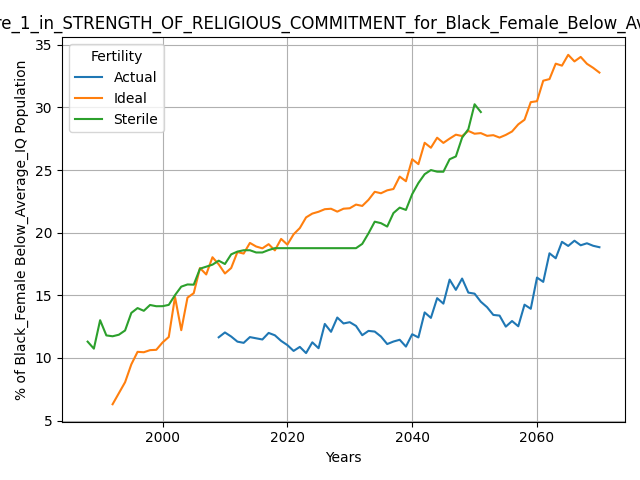 re_1_in_STRENGTH_OF_RELIGIOUS_COMMITMENT_for_Black_Female_Below_Av
Fertility
Actual
Ideal
Sterile
% of Black_Female Below_Average_IQ Population
35
30
25
20
15
10
5
2000
2020
2040
2060
Years